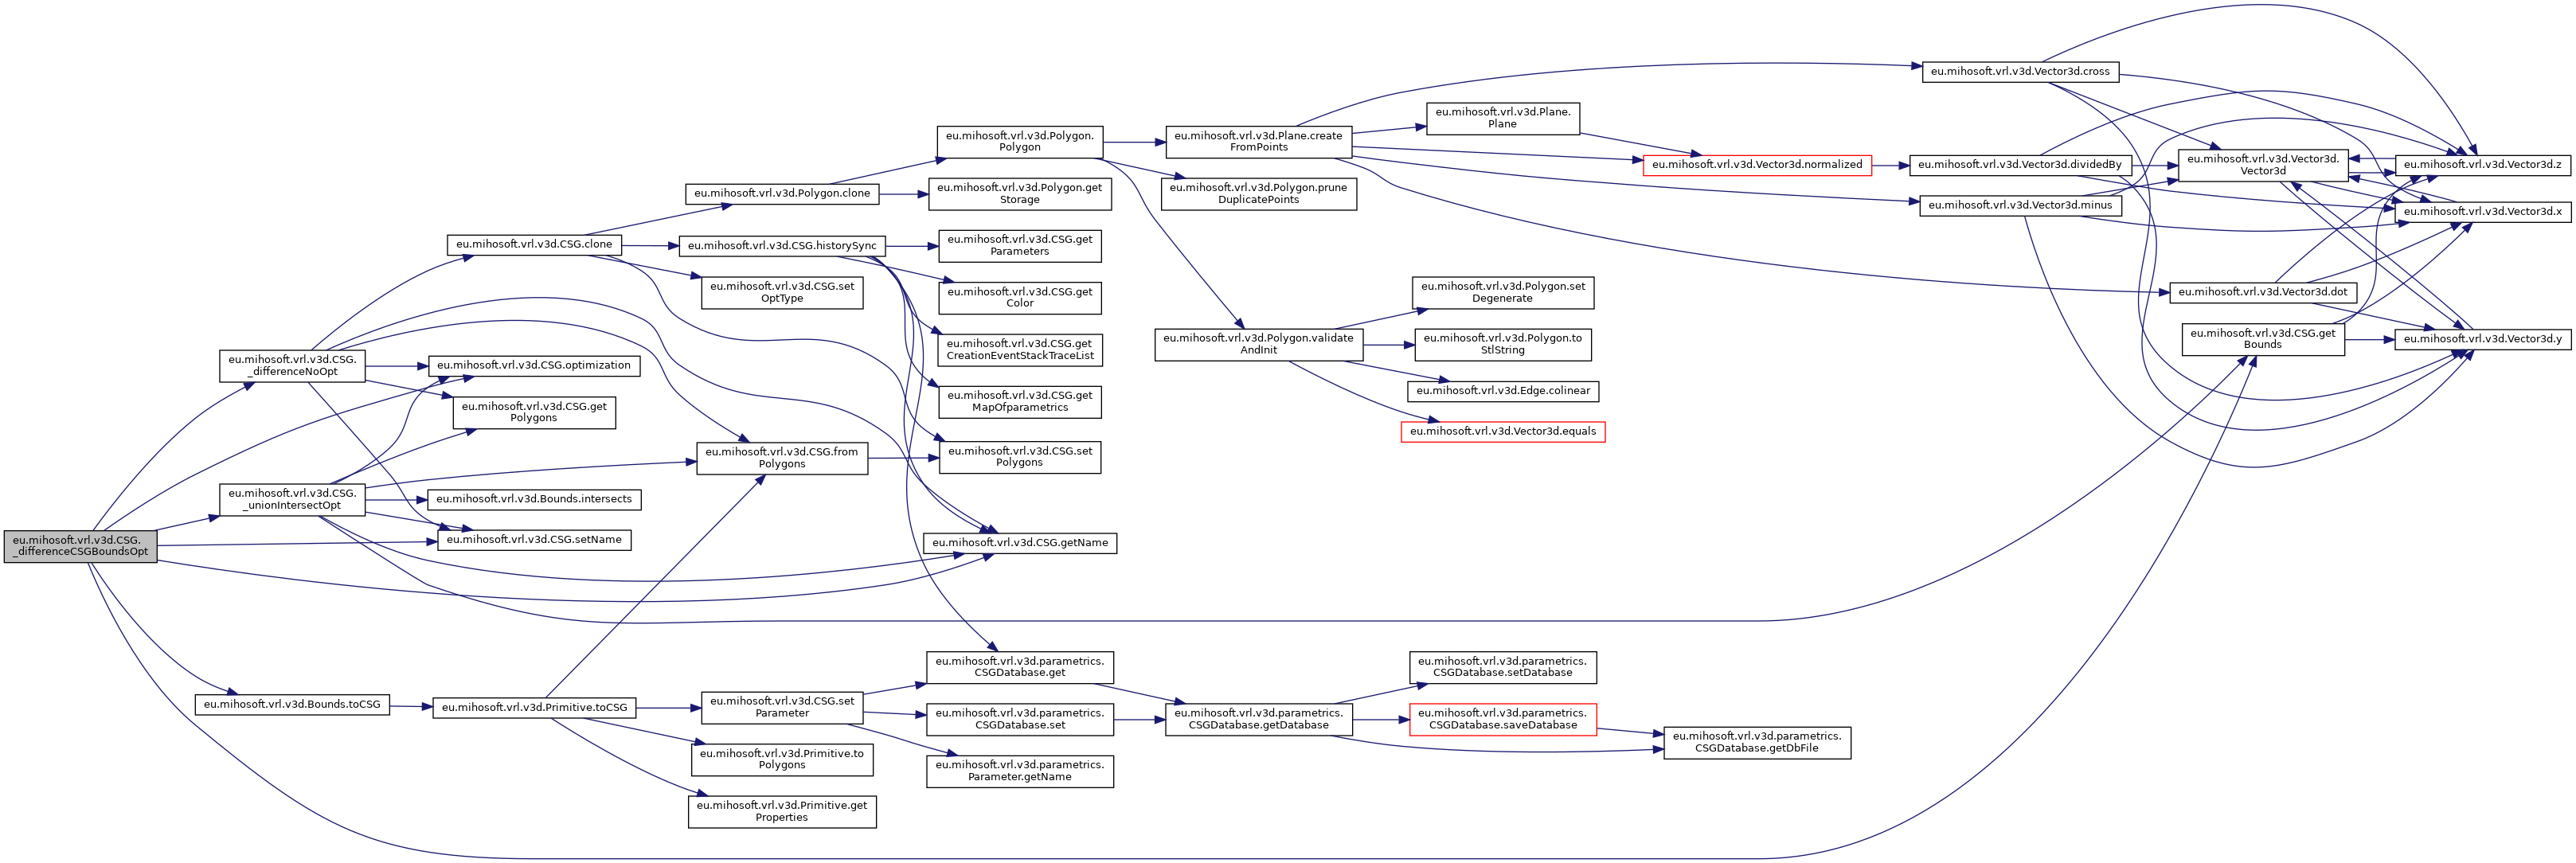 eu.mihosoft.vrl.v3d.CSG.
_differenceCSGBoundsOpt
eu.mihosoft.vrl.v3d.CSG.
_differenceNoOpt
eu.mihosoft.vrl.v3d.CSG.
_unionIntersectOpt
eu.mihosoft.vrl.v3d.Bounds.toCSG
eu.mihosoft.vrl.v3d.CSG.clone
eu.mihosoft.vrl.v3d.CSG.optimization
eu.mihosoft.vrl.v3d.CSG.get
Polygons
eu.mihosoft.vrl.v3d.Bounds.intersects
eu.mihosoft.vrl.v3d.CSG.setName
eu.mihosoft.vrl.v3d.Primitive.toCSG
eu.mihosoft.vrl.v3d.Polygon.clone
eu.mihosoft.vrl.v3d.CSG.historySync
eu.mihosoft.vrl.v3d.CSG.set
OptType
eu.mihosoft.vrl.v3d.CSG.from
Polygons
eu.mihosoft.vrl.v3d.CSG.set
Parameter
eu.mihosoft.vrl.v3d.Primitive.to
Polygons
eu.mihosoft.vrl.v3d.Primitive.get
Properties
eu.mihosoft.vrl.v3d.Polygon.
Polygon
eu.mihosoft.vrl.v3d.Polygon.get
Storage
eu.mihosoft.vrl.v3d.CSG.get
Parameters
eu.mihosoft.vrl.v3d.CSG.get
Color
eu.mihosoft.vrl.v3d.CSG.get
CreationEventStackTraceList
eu.mihosoft.vrl.v3d.CSG.get
MapOfparametrics
eu.mihosoft.vrl.v3d.CSG.set
Polygons
eu.mihosoft.vrl.v3d.CSG.getName
eu.mihosoft.vrl.v3d.parametrics.
CSGDatabase.get
eu.mihosoft.vrl.v3d.parametrics.
CSGDatabase.set
eu.mihosoft.vrl.v3d.parametrics.
Parameter.getName
eu.mihosoft.vrl.v3d.Plane.create
FromPoints
eu.mihosoft.vrl.v3d.Polygon.prune
DuplicatePoints
eu.mihosoft.vrl.v3d.Polygon.validate
AndInit
eu.mihosoft.vrl.v3d.parametrics.
CSGDatabase.getDatabase
eu.mihosoft.vrl.v3d.Plane.
Plane
eu.mihosoft.vrl.v3d.Polygon.set
Degenerate
eu.mihosoft.vrl.v3d.Polygon.to
StlString
eu.mihosoft.vrl.v3d.Edge.colinear
eu.mihosoft.vrl.v3d.Vector3d.equals
eu.mihosoft.vrl.v3d.parametrics.
CSGDatabase.setDatabase
eu.mihosoft.vrl.v3d.parametrics.
CSGDatabase.saveDatabase
eu.mihosoft.vrl.v3d.Vector3d.normalized
eu.mihosoft.vrl.v3d.parametrics.
CSGDatabase.getDbFile
eu.mihosoft.vrl.v3d.Vector3d.cross
eu.mihosoft.vrl.v3d.Vector3d.dividedBy
eu.mihosoft.vrl.v3d.Vector3d.minus
eu.mihosoft.vrl.v3d.Vector3d.
Vector3d
eu.mihosoft.vrl.v3d.Vector3d.dot
eu.mihosoft.vrl.v3d.CSG.get
Bounds
eu.mihosoft.vrl.v3d.Vector3d.z
eu.mihosoft.vrl.v3d.Vector3d.x
eu.mihosoft.vrl.v3d.Vector3d.y